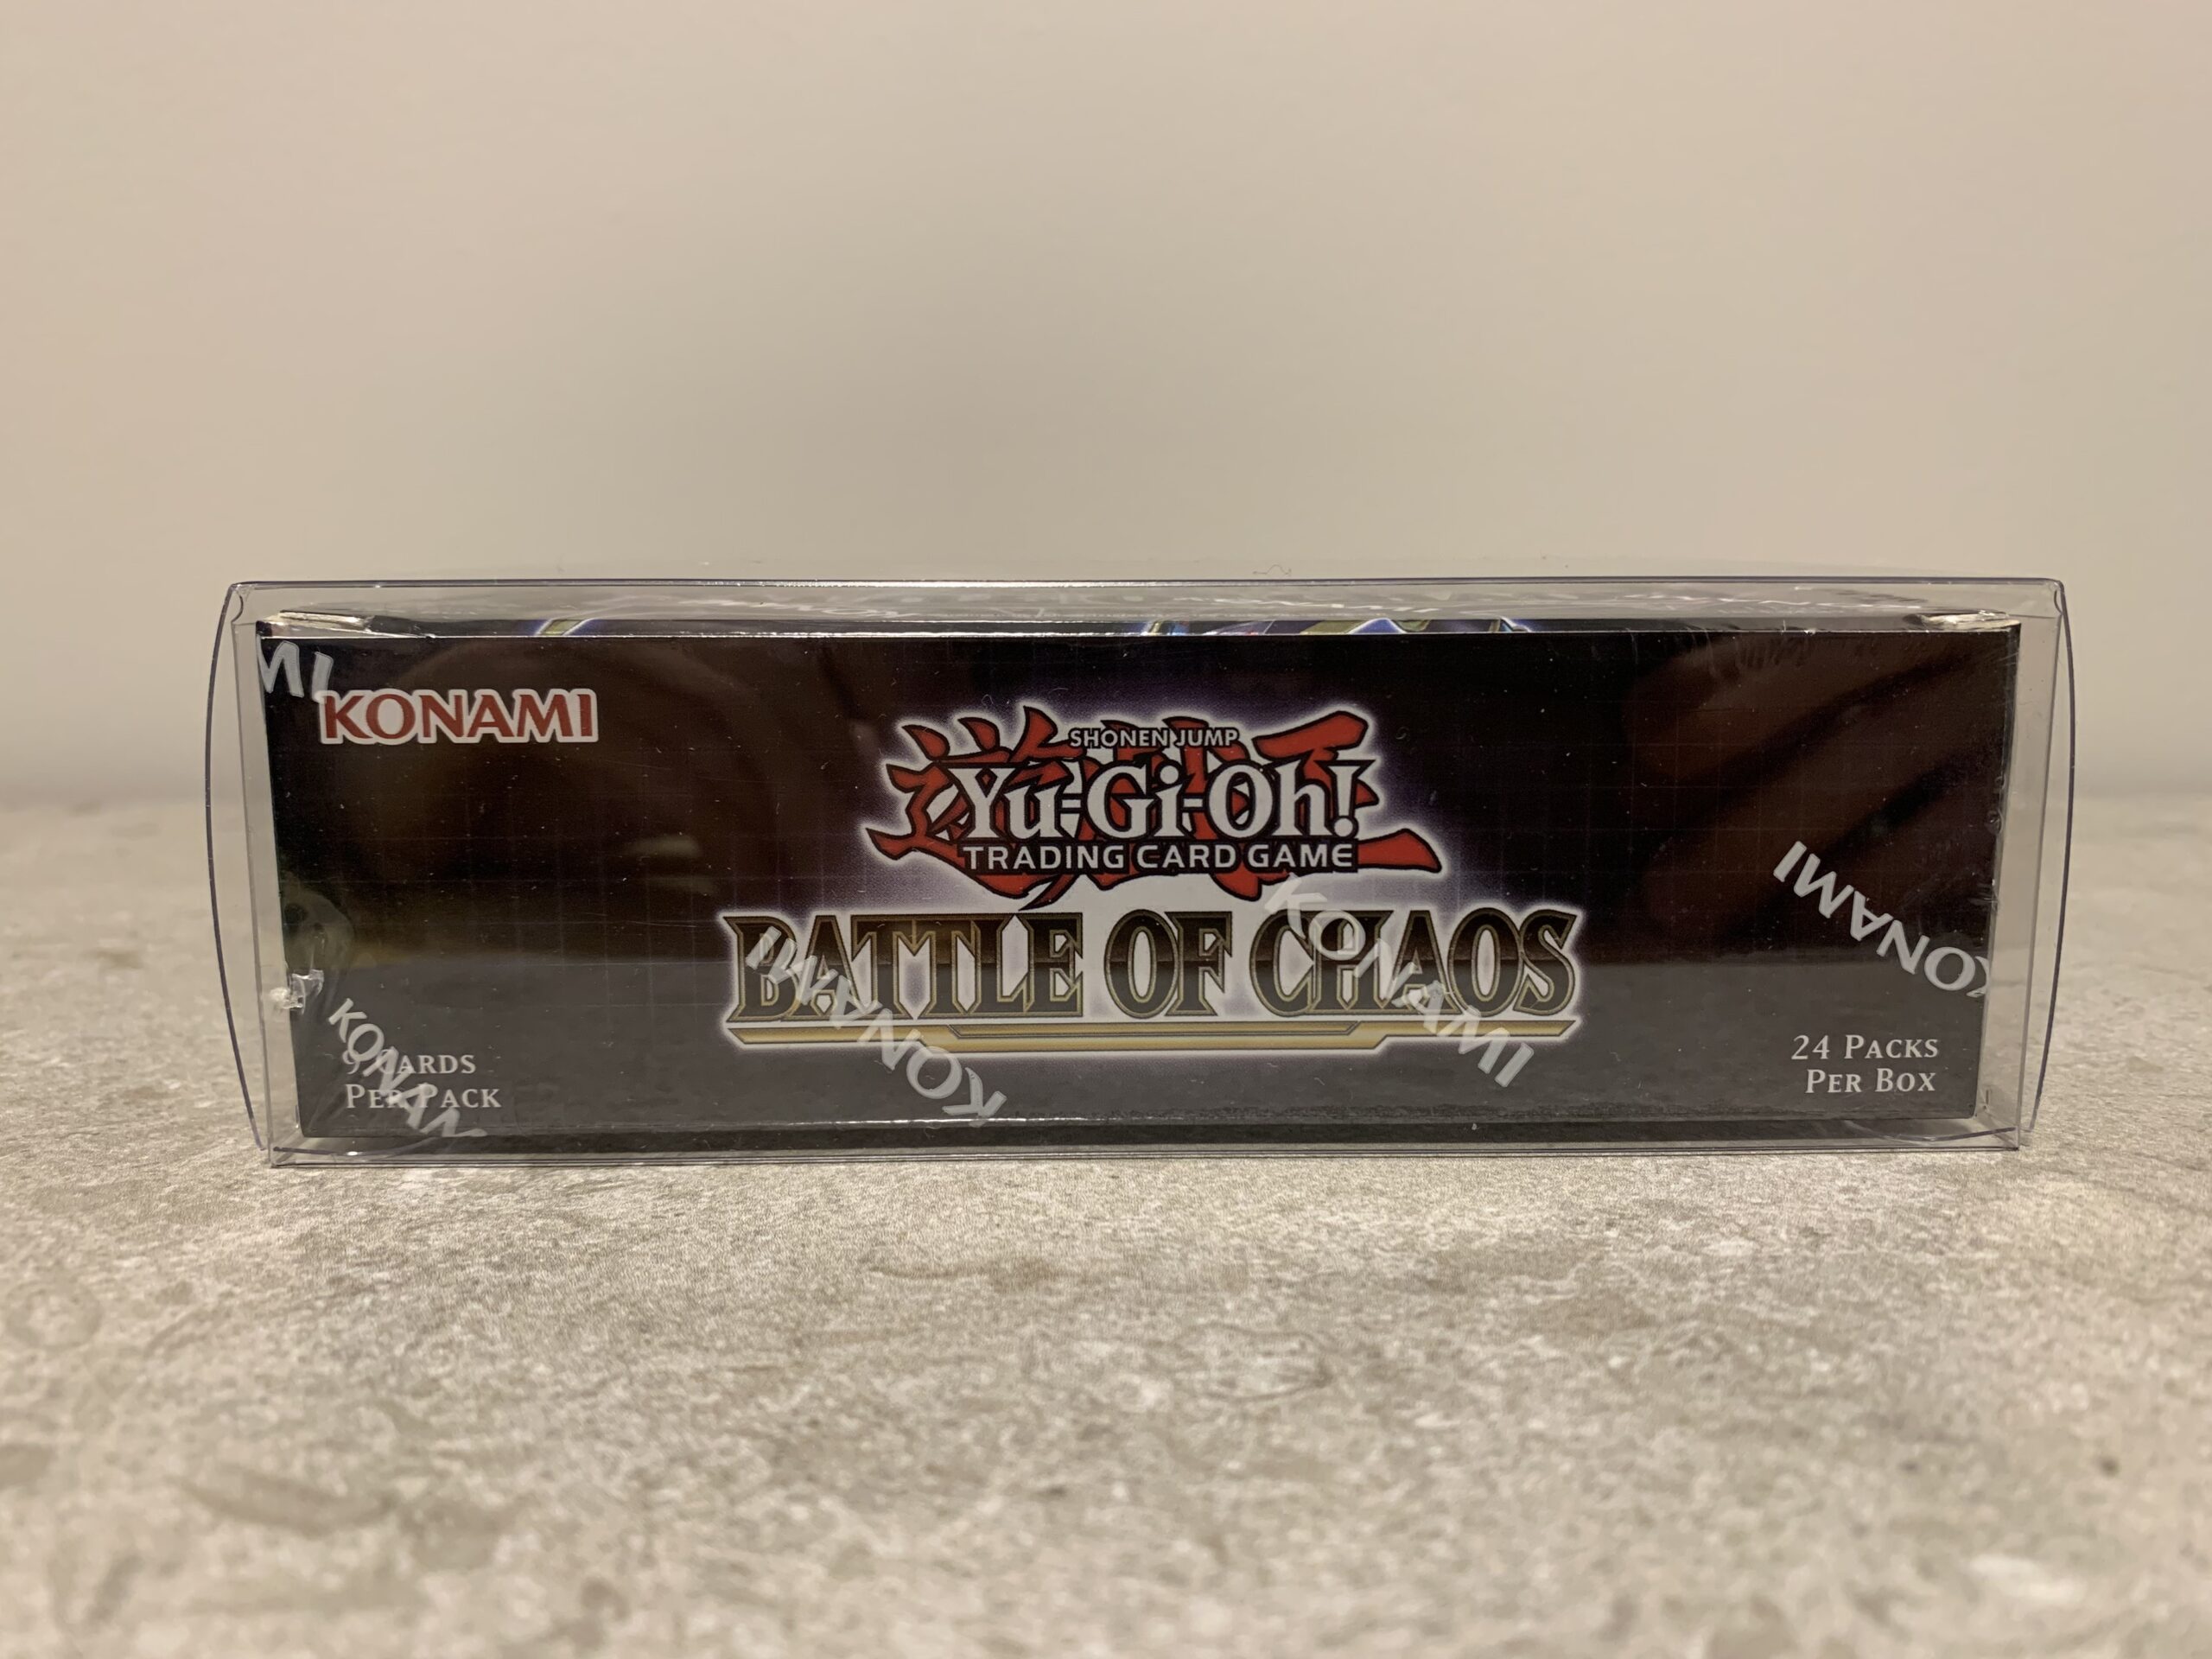 MI
KONAMI
SHONEN JUMP
Yu-Gi-Oh!
TRADING CARD GAME
BATTLE OF CHAOS
KONAMI
KONAMI
KONAMI
KONAMI
9 CARDS
PER PACK
24 PACKS
PER BOX